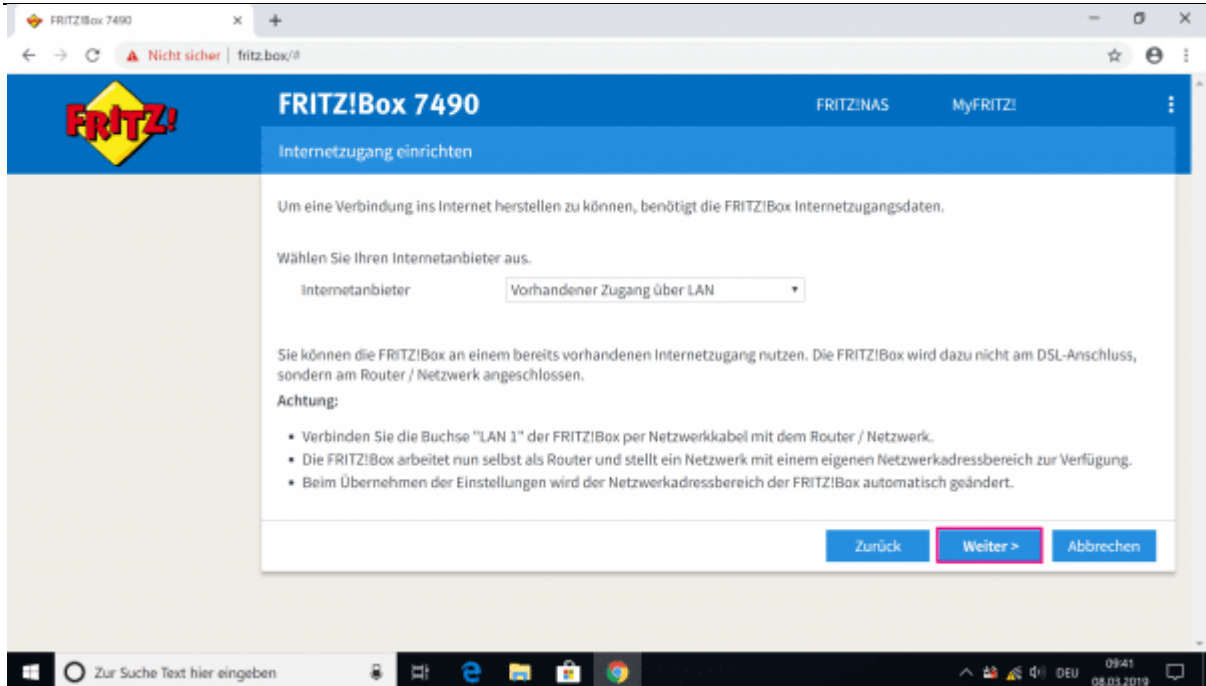 FRITZ!Box 7490
Nicht sicher | fritz.box/#
FRITZ!
FRITZ!Box 7490
FRITZ!NAS
MyFRITZ!
Internetzugang einrichten
Um eine Verbindung ins Internet herstellen zu können, benötigt die FRITZ!Box Internetzugangsdaten.
Wählen Sie Ihren Internetanbieter aus.
Internetanbieter
Vorhandener Zugang über LAN
Sie können die FRITZ!Box an einem bereits vorhandenen Internetzugang nutzen. Die FRITZ!Box wird dazu nicht am DSL-Anschluss,
sondern am Router / Netzwerk angeschlossen.
Achtung:
• Verbinden Sie die Buchse "LAN 1" der FRITZ!Box per Netzwerkkabel mit dem Router / Netzwerk.
• Die FRITZ!Box arbeitet nun selbst als Router und stellt ein Netzwerk mit einem eigenen Netzwerkadressbereich zur Verfügung.
• Beim Übernehmen der Einstellungen wird der Netzwerkadressbereich der FRITZ!Box automatisch geändert.
Zurück
Weiter >
Abbrechen
Zur Suche Text hier eingeben
DEU
09:41
08.03.2019